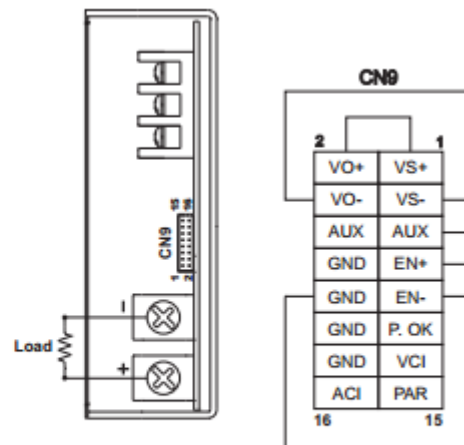 CN9
15
16
CN9
1
2
−
Load
+
CN9
2 1
VO+ VS+
VO- VS-
AUX AUX
GND EN+
GND EN-
GND P. OK
GND VCI
ACI PAR
16 15